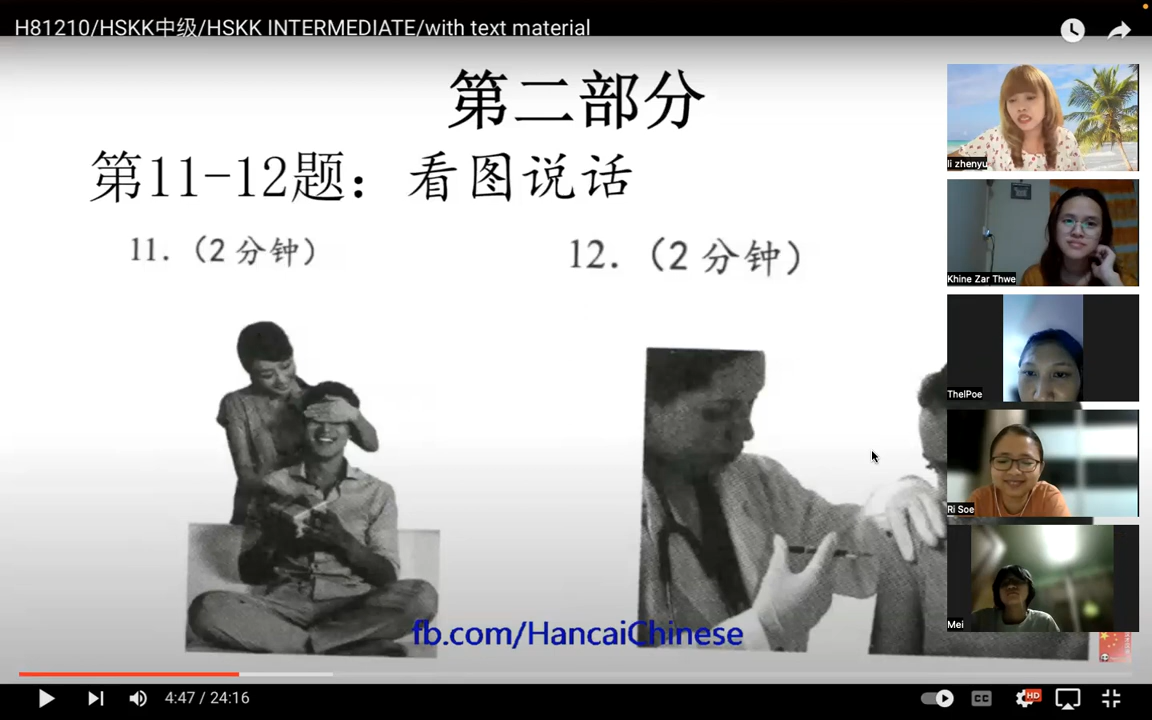 H81210/HSKK中级/HSKK INTERMEDIATE/with text material
第二部分
第11-12题：看图说话
11.（2分钟）
12.（2分钟）
li zhenyu
Khine Zar Thwe
ThelPoe
Ri Soe
Mei
fb.com/HancaiChinese
4:47 / 24:16
CC
HD